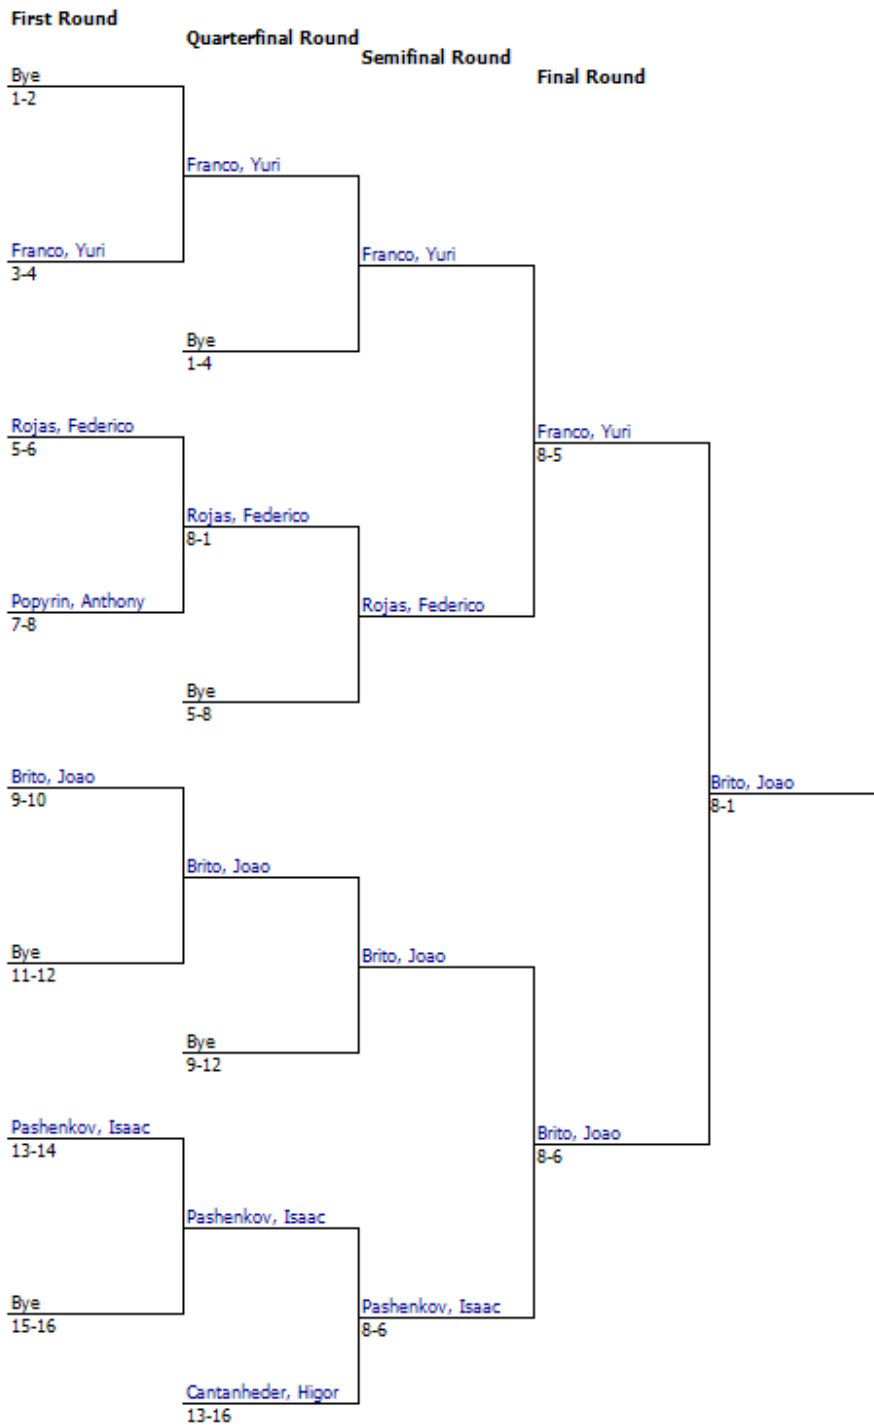 First Round
Quarterfinal Round
Semifinal Round
Final Round
Bye
1-2
Franco, Yuri
Franco, Yuri
3-4
Franco, Yuri
Bye
1-4
Rojas, Federico
5-6
Franco, Yuri
8-5
Rojas, Federico
8-1
Popyrin, Anthony
7-8
Rojas, Federico
Bye
5-8
Brito, Joao
9-10
Brito, Joao
8-1
Brito, Joao
Bye
11-12
Brito, Joao
Bye
9-12
Pashenkov, Isaac
13-14
Brito, Joao
8-6
Pashenkov, Isaac
Bye
15-16
Pashenkov, Isaac
8-6
Cantanheder, Higor
13-16